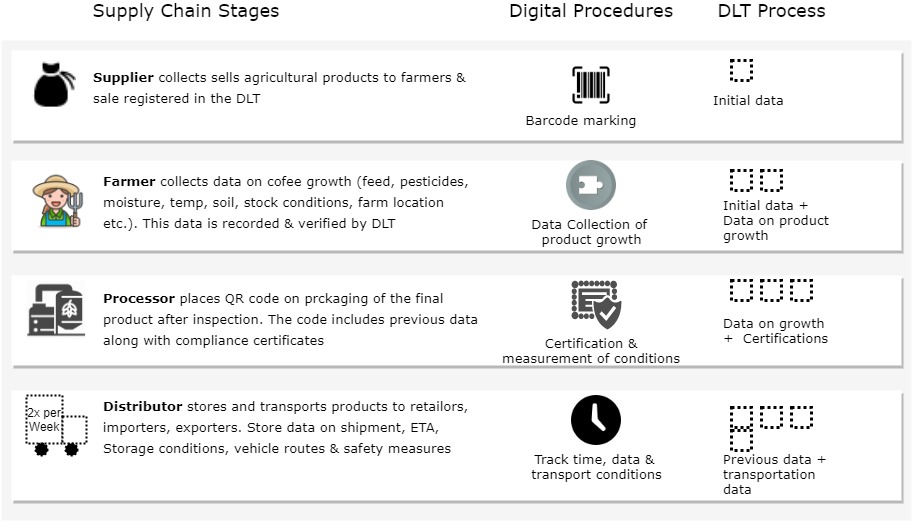 Supply Chain Stages
Digital Procedures
DLT Process
Supplier collects sells agricultural products to farmers &
sale registered in the DLT
Barcode marking
Initial data
Farmer collects data on cofee growth (feed, pesticides,
moisture, temp, soil, stock conditions, farm location
etc.). This data is recorded & verified by DLT
Data Collection of
product growth
Initial data +
Data on product
growth
Processor places QR code on prckaging of the final
product after inspection. The code includes previous data
along with compliance certificates
Certification &
measurement of conditions
Data on growth
+ Certifications
2x per
Week
Distributor stores and transports products to retailors,
importers, exporters. Store data on shipment, ETA,
Storage conditions, vehicle routes & safety measures
Track time, data &
transport conditions
Previous data +
transportation
data